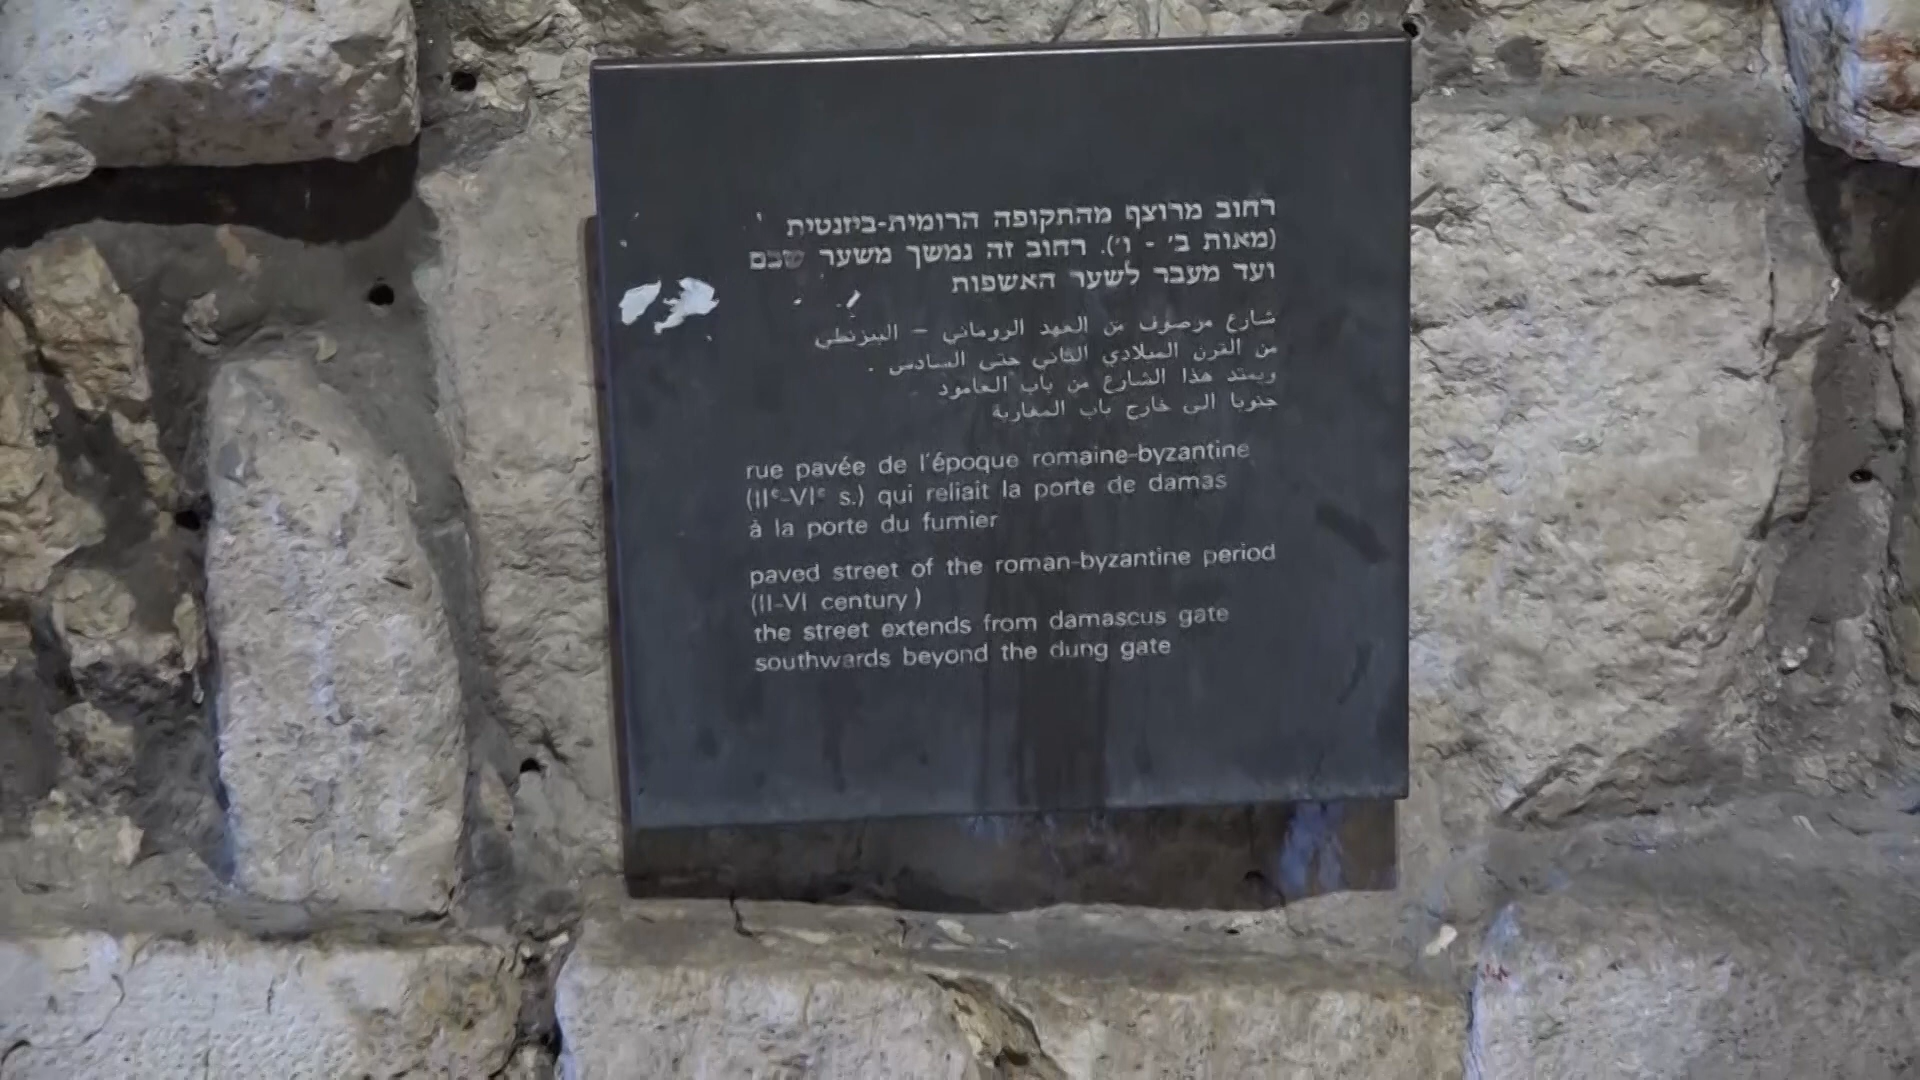 רחוב מרוצף מהתקופה הרומית-ביזנטית
(מאות ב' - ו'). רחוב זה נמשך משער שכם
ועד מעבר לשער האשפות
شارع مرصوف من العهد الروماني – البيزنطي
من القرن الميلادي الثاني حتى السادس .
ويمتد هذا الشارع من باب العامود
جنوبا الى خارج باب المغاربة
rue pavée de l'époque romaine-byzantine
(IIᵉ-VIᵉ s.) qui reliait la porte de damas
à la porte du fumier
paved street of the roman-byzantine period
(II-VI century)
the street extends from damascus gate
southwards beyond the dung gate